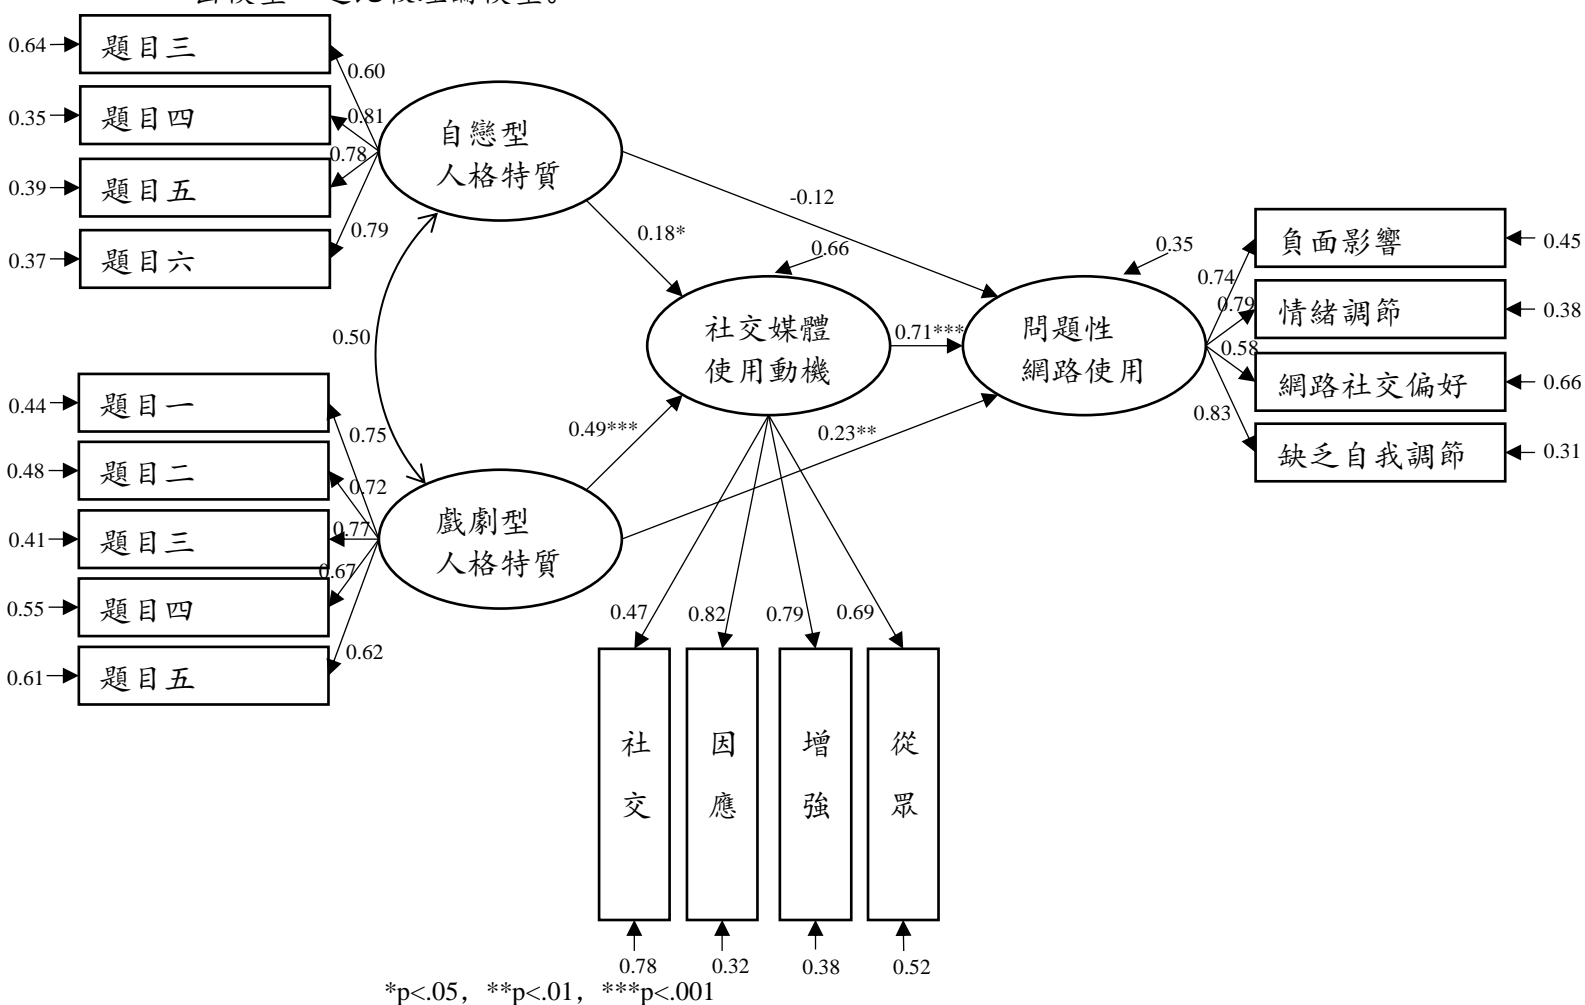 0.64
題目三
0.60
0.35
題目四
0.81
0.39
題目五
0.78
0.37
題目六
0.79
自戀型
人格特質
-0.12
0.18*
0.66
0.35
0.50
社交媒體
使用動機
0.71***
問題性
網路使用
0.74
負面影響
0.45
0.79
情緒調節
0.38
0.58
網路社交偏好
0.66
0.83
缺乏自我調節
0.31
0.44
題目一
0.75
0.48
題目二
0.72
0.41
題目三
0.77
0.55
題目四
0.67
0.61
題目五
0.62
戲劇型
人格特質
0.49***
0.23**
0.47
0.82
0.79
0.69
社交
因應
增強
從眾
0.78
0.32
0.38
0.52
*p<.05, **p<.01, ***p<.001